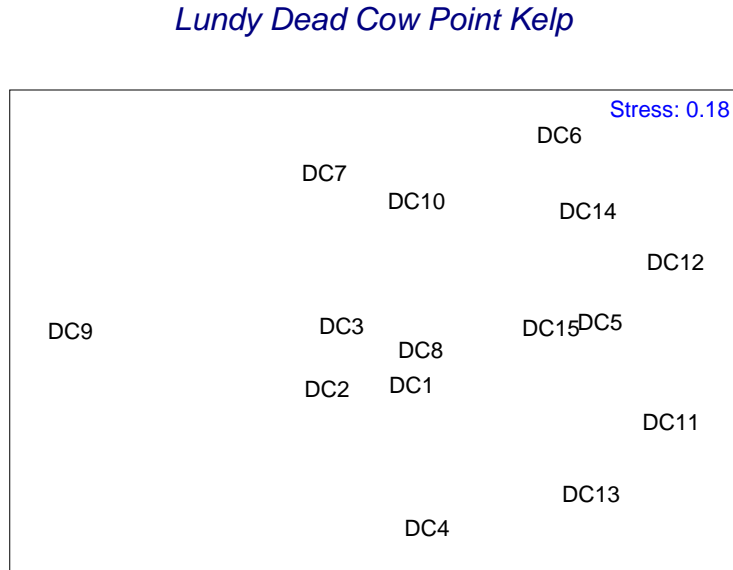 Lundy Dead Cow Point Kelp
Stress: 0.18
DC6
DC7
DC10
DC14
DC12
DC9
DC3
DC15
DC5
DC8
DC2
DC1
DC11
DC13
DC4